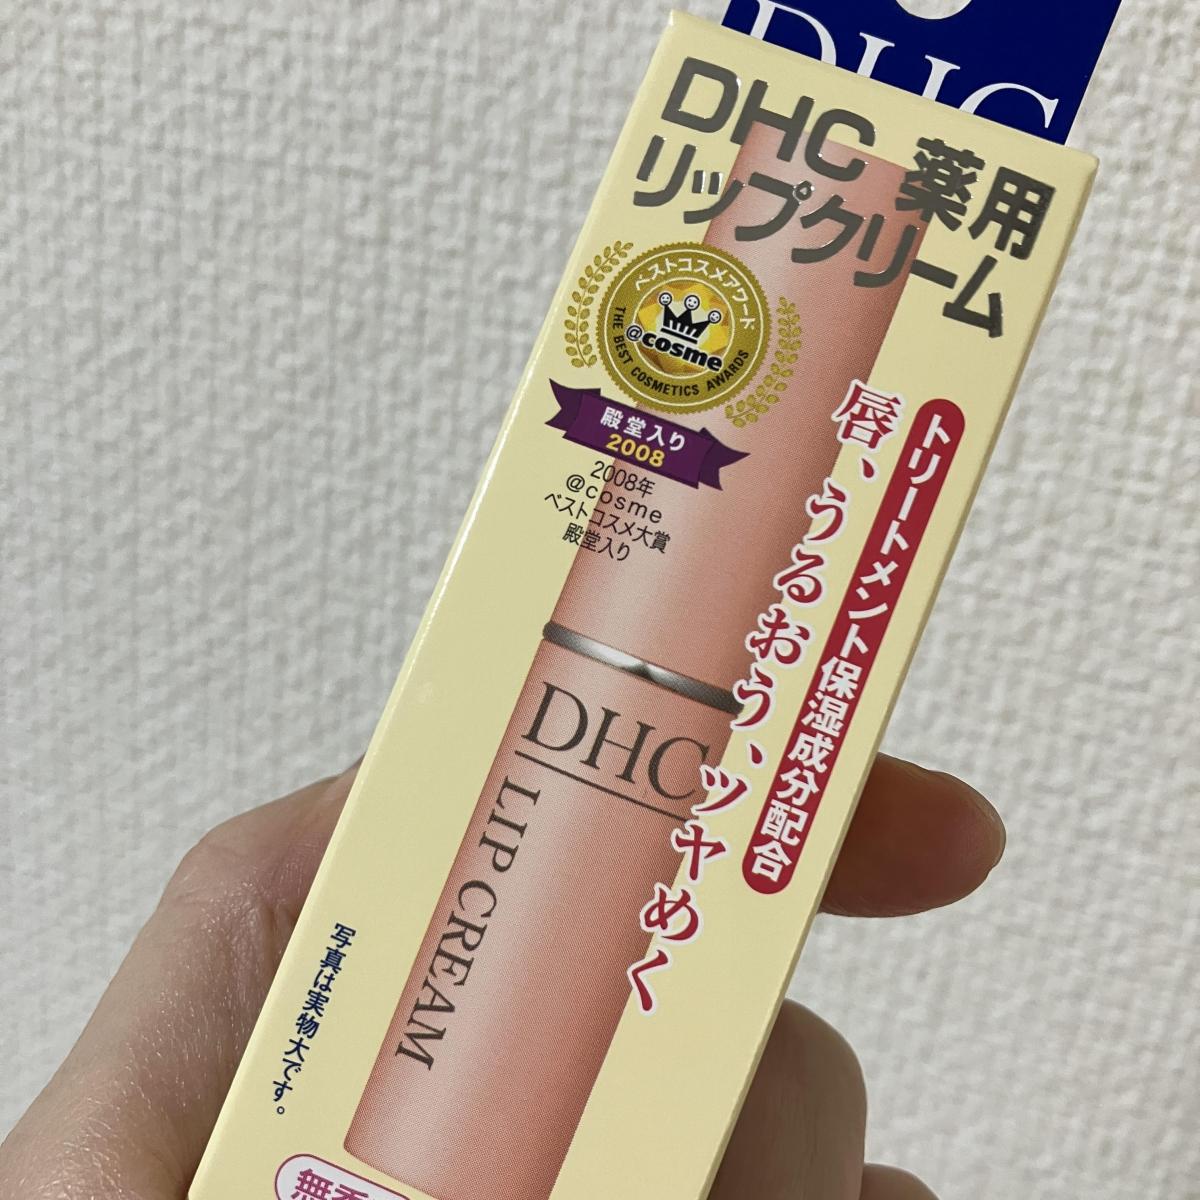 DHC
DHC 薬用
リップクリーム
ベストコスメアワード
@cosme
THE BEST COSMETICS AWARDS
殿堂入り
2008
2008年
@cosme
ベストコスメ大賞
殿堂入り
トリートメント保湿成分配合
唇、うるおう、ツヤめく
DHC
LIP CREAM
写真は実物大です。
無香